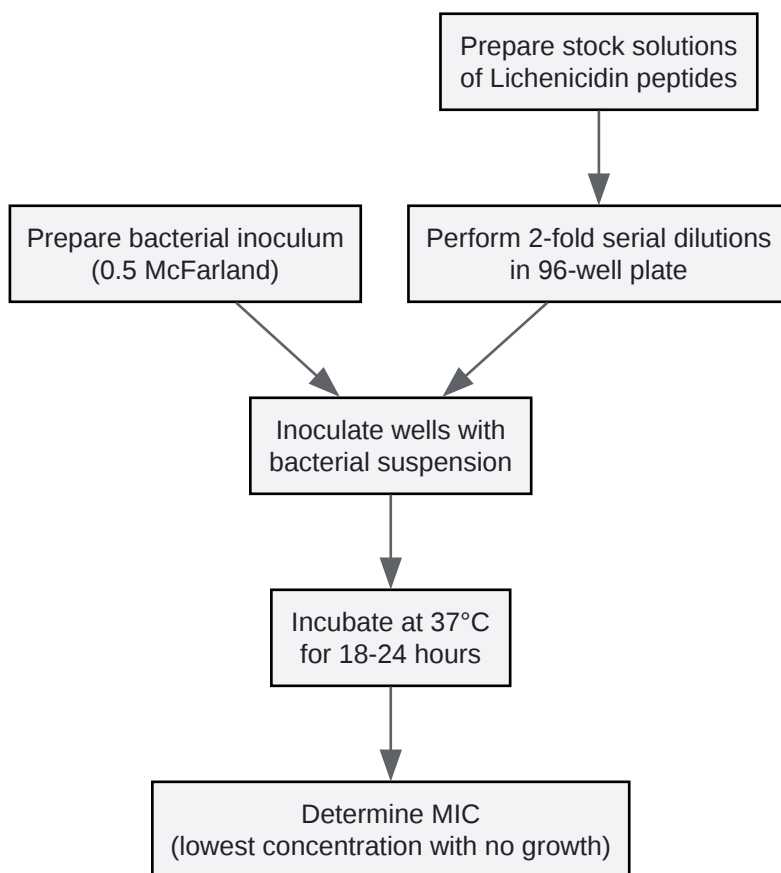 Prepare stock solutions
of Lichenicidin peptides
Prepare bacterial inoculum
(0.5 McFarland)
Perform 2-fold serial dilutions
in 96-well plate
Inoculate wells with
bacterial suspension
Incubate at 37°C
for 18-24 hours
Determine MIC
(lowest concentration with no growth)